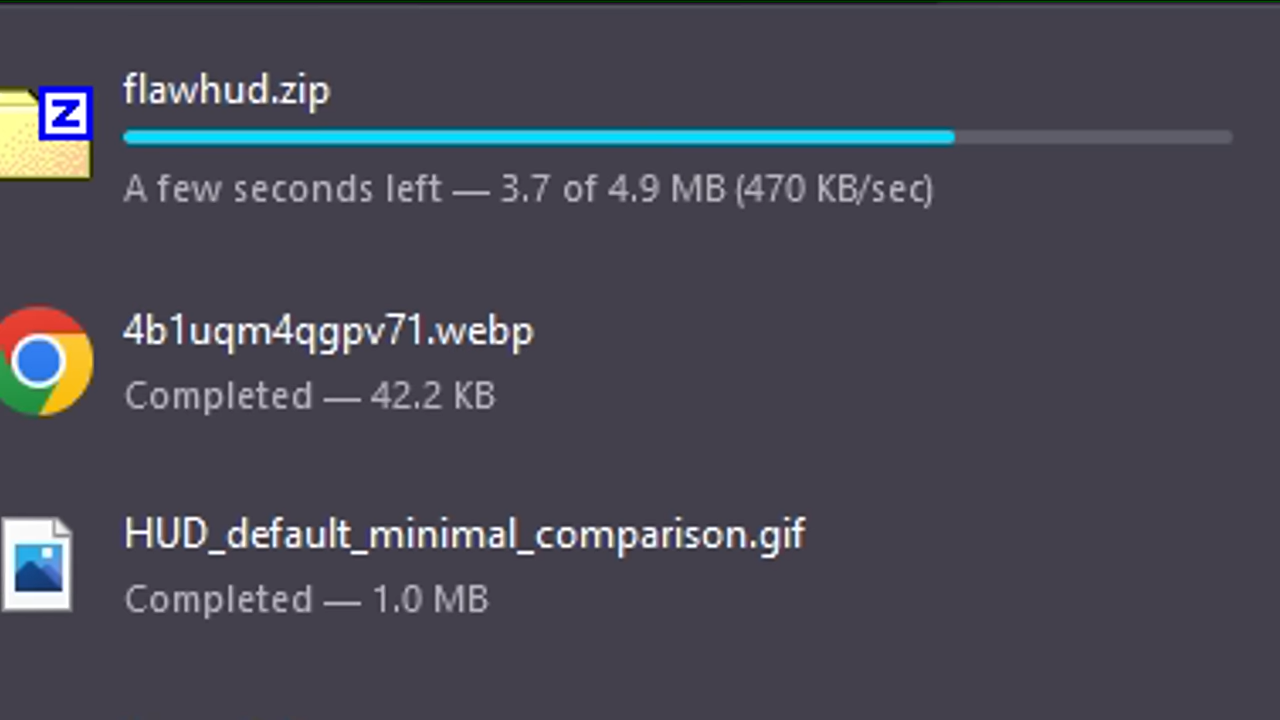 Z
flawhud.zip
A few seconds left — 3.7 of 4.9 MB (470 KB/sec)
4b1uqm4qgpv71.webp
Completed — 42.2 KB
HUD_default_minimal_comparison.gif
Completed — 1.0 MB